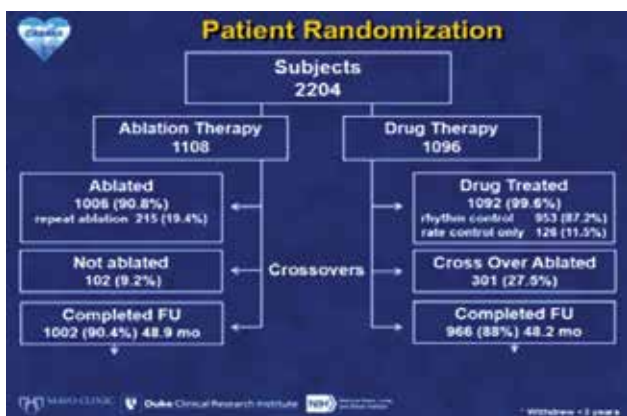 CABANA
Patient Randomization
Subjects
2204
Ablation Therapy
1108
Drug Therapy
1096
Ablated
1006 (90.8%)
repeat ablation 215 (19.4%)
Drug Treated
1092 (99.6%)
rhythm control 953 (87.2%)
rate control only 126 (11.5%)
Not ablated
102 (9.2%)
Crossovers
Cross Over Ablated
301 (27.5%)
Completed FU
1002 (90.4%) 48.9 mo
Completed FU
966 (88%) 48.2 mo
MAYO CLINIC
Duke Clinical Research Institute
NIH
* Withdrew <3 years